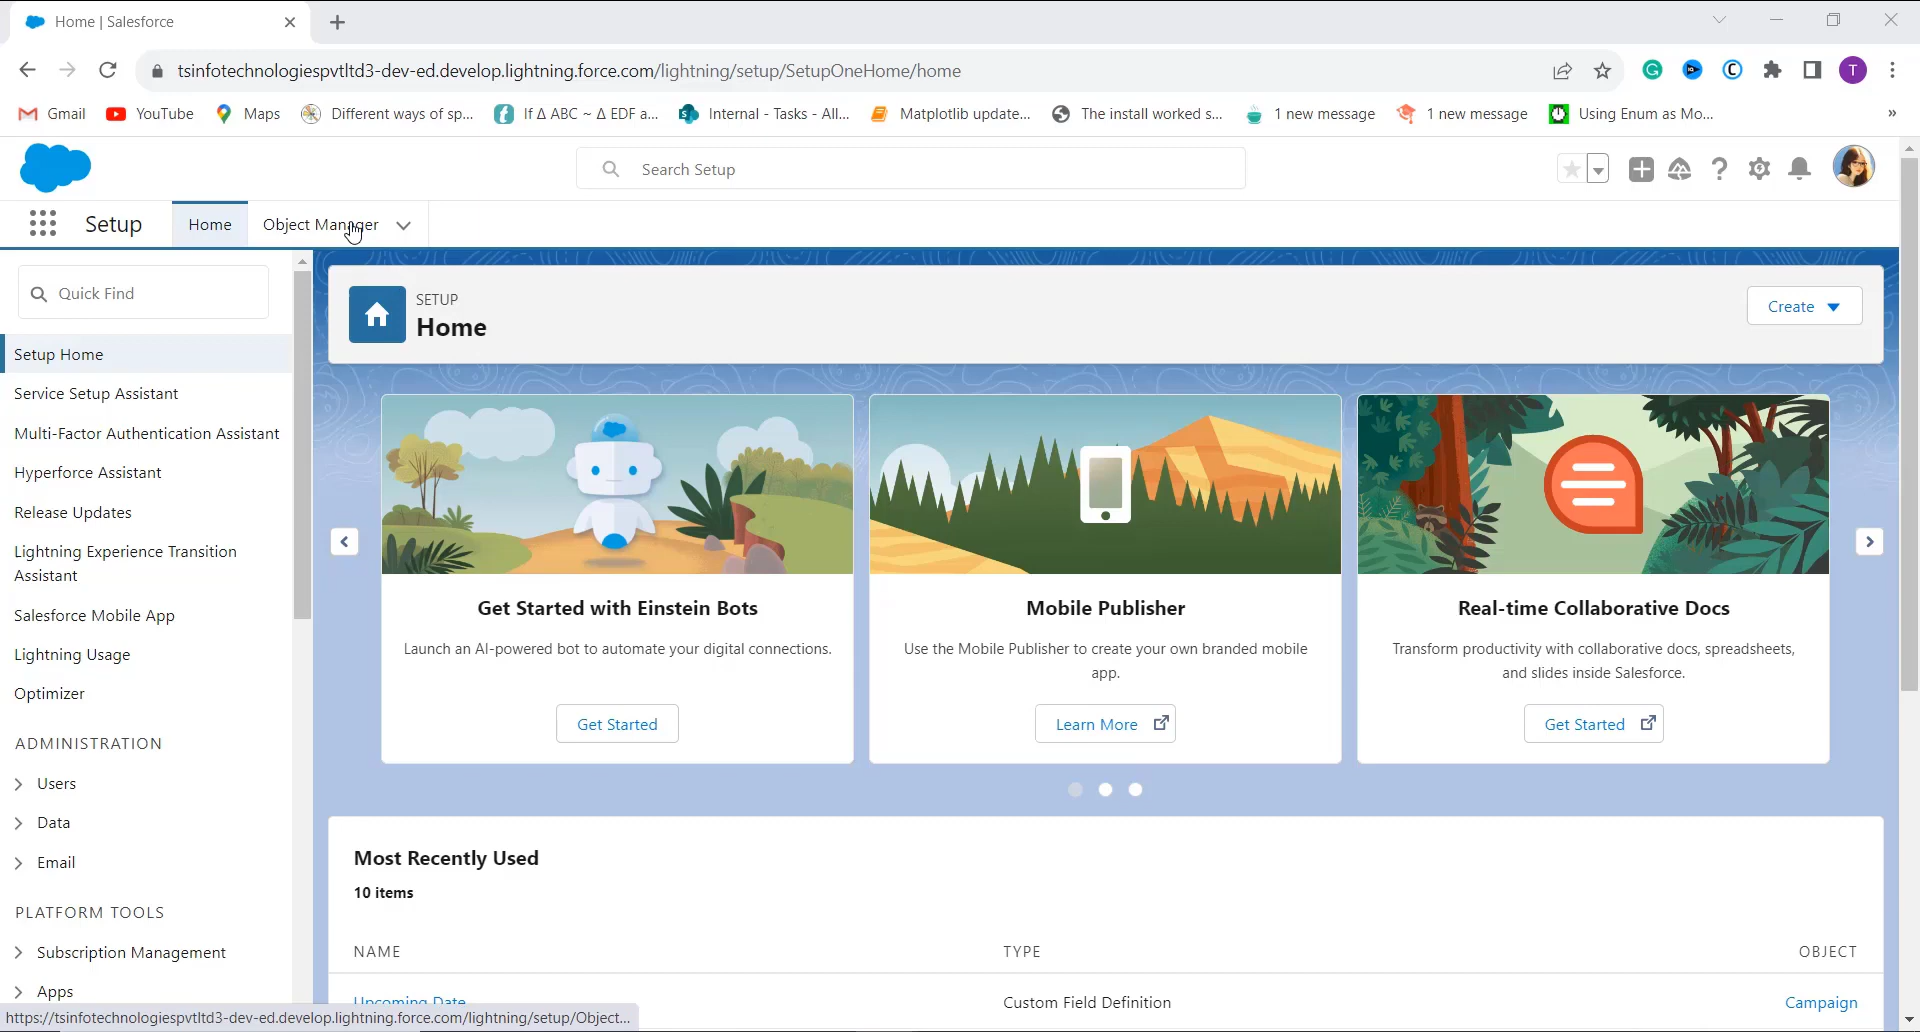 Home | Salesforce
tsinfotechnologiespvtltd3-dev-ed.develop.lightning.force.com/lightning/setup/SetupOneHome/home
T
Gmail YouTube Maps Different ways of sp... If Δ ABC ~ Δ EDF a... Internal - Tasks - All... Matplotlib update... The install worked s... 1 new message 1 new message Using Enum as Mo... »
Search Setup
Setup Home Object Manager
Quick Find
Setup Home
Service Setup Assistant
Multi-Factor Authentication Assistant
Hyperforce Assistant
Release Updates
Lightning Experience Transition
Assistant
Salesforce Mobile App
Lightning Usage
Optimizer
ADMINISTRATION
Users
Data
Email
PLATFORM TOOLS
Subscription Management
Apps
SETUP
Home
Create
Get Started with Einstein Bots
Launch an AI-powered bot to automate your digital connections.
Get Started
Mobile Publisher
Use the Mobile Publisher to create your own branded mobile
app.
Learn More
Real-time Collaborative Docs
Transform productivity with collaborative docs, spreadsheets,
and slides inside Salesforce.
Get Started
Most Recently Used
10 items
NAME TYPE OBJECT
Upcoming Date Custom Field Definition Campaign
https://tsinfotechnologiespvtltd3-dev-ed.develop.lightning.force.com/lightning/setup/Object...